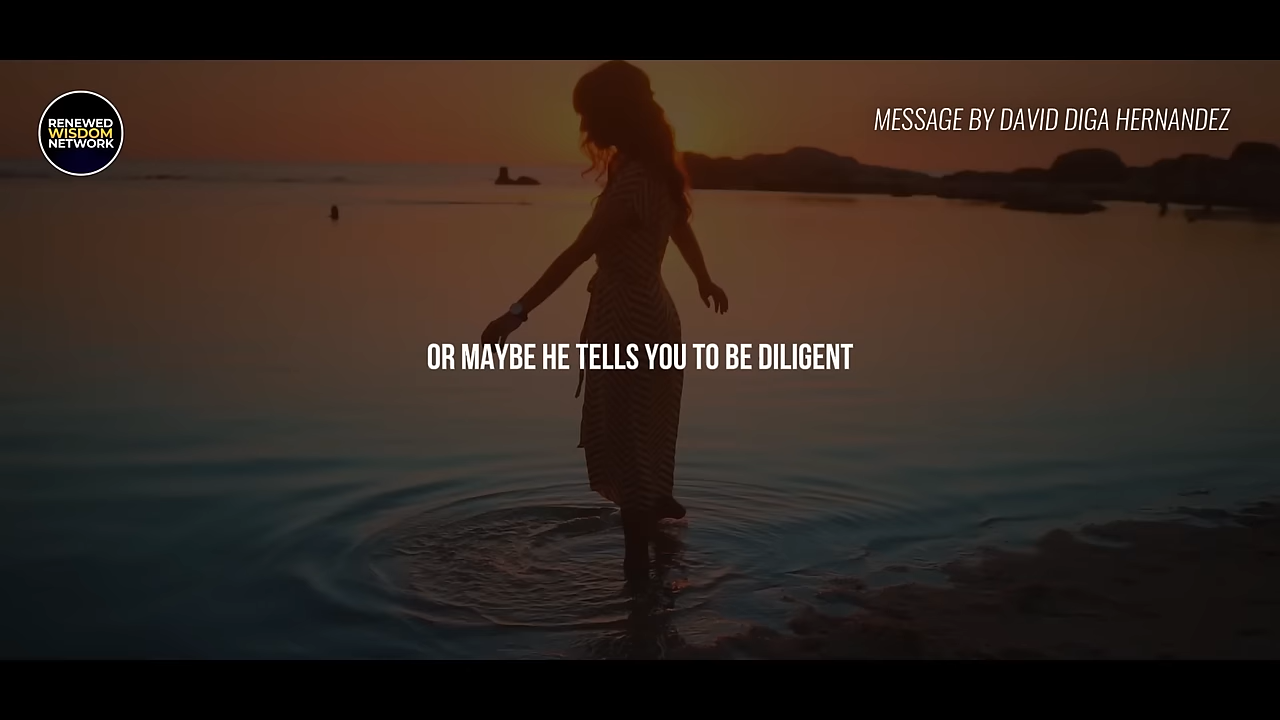 RENEWED
WISDOM
NETWORK
MESSAGE BY DAVID DIGA HERNANDEZ
OR MAYBE HE TELLS YOU TO BE DILIGENT